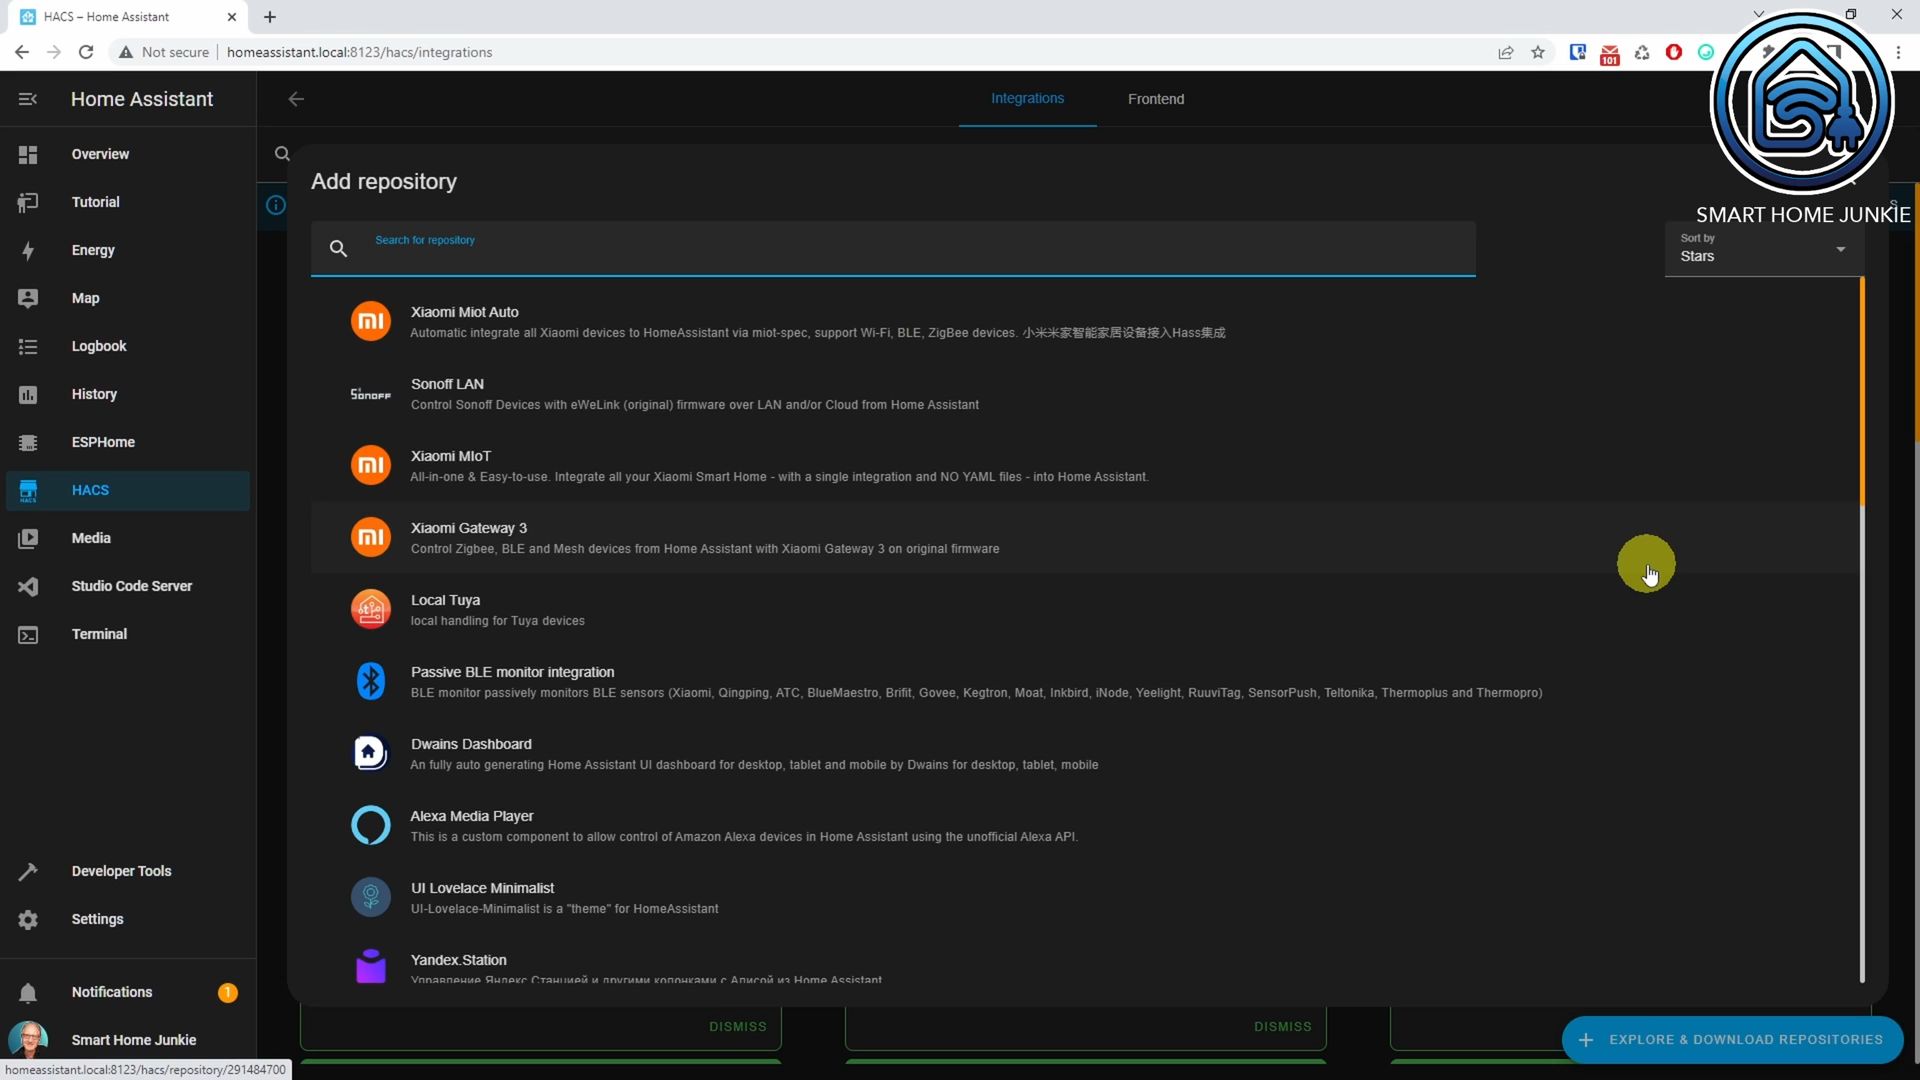 HACS – Home Assistant
Not secure
homeassistant.local:8123/hacs/integrations
101
Home Assistant
Integrations
Frontend
SMART HOME JUNKIE
Overview
Tutorial
Energy
Map
Logbook
History
ESPHome
HACS
HACS
Media
Studio Code Server
Terminal
Developer Tools
Settings
Notifications
1
Smart Home Junkie
Add repository
Search for repository
Sort by
Stars
Xiaomi Miot Auto
Automatic integrate all Xiaomi devices to HomeAssistant via miot-spec, support Wi-Fi, BLE, ZigBee devices. 小米米家智能家居设备接入Hass集成
SonoFF
Sonoff LAN
Control Sonoff Devices with eWeLink (original) firmware over LAN and/or Cloud from Home Assistant
Xiaomi MIoT
All-in-one & Easy-to-use. Integrate all your Xiaomi Smart Home - with a single integration and NO YAML files - into Home Assistant.
Xiaomi Gateway 3
Control Zigbee, BLE and Mesh devices from Home Assistant with Xiaomi Gateway 3 on original firmware
Local Tuya
local handling for Tuya devices
Passive BLE monitor integration
BLE monitor passively monitors BLE sensors (Xiaomi, Qingping, ATC, BlueMaestro, Brifit, Govee, Kegtron, Moat, Inkbird, iNode, Yeelight, RuuviTag, SensorPush, Teltonika, Thermoplus and Thermopro)
Dwains Dashboard
An fully auto generating Home Assistant UI dashboard for desktop, tablet and mobile by Dwains for desktop, tablet, mobile
Alexa Media Player
This is a custom component to allow control of Amazon Alexa devices in Home Assistant using the unofficial Alexa API.
UI Lovelace Minimalist
UI-Lovelace-Minimalist is a "theme" for HomeAssistant
Yandex.Station
Управление Яндекс Станцией и другими колонками с Алисой из Home Assistant
DISMISS
DISMISS
EXPLORE & DOWNLOAD REPOSITORIES
homeassistant.local:8123/hacs/repository/291484700